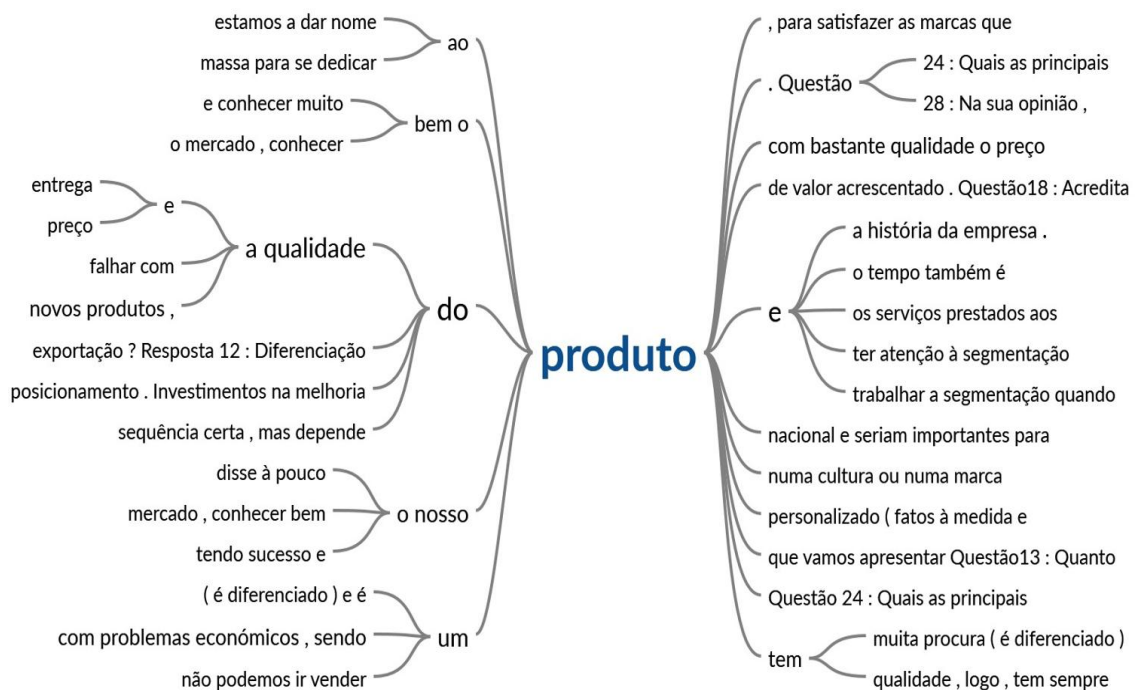 estamos a dar nome
massa para se dedicar
ao
e conhecer muito
o mercado , conhecer
bem o
entrega
preço
e
falhar com
novos produtos ,
a qualidade
exportação ? Resposta 12 : Diferenciação
posicionamento . Investimentos na melhoria
sequência certa , mas depende
do
disse à pouco
mercado , conhecer bem
tendo sucesso e
o nosso
( é diferenciado ) e é
com problemas económicos , sendo
não podemos ir vender
um
produto
, para satisfazer as marcas que
. Questão
24 : Quais as principais
28 : Na sua opinião ,
com bastante qualidade o preço
de valor acrescentado . Questão18 : Acredita
e
a história da empresa .
o tempo também é
os serviços prestados aos
ter atenção à segmentação
trabalhar a segmentação quando
nacional e seriam importantes para
numa cultura ou numa marca
personalizado ( fatos à medida e
que vamos apresentar Questão13 : Quanto
Questão 24 : Quais as principais
tem
muita procura ( é diferenciado )
qualidade , logo , tem sempre